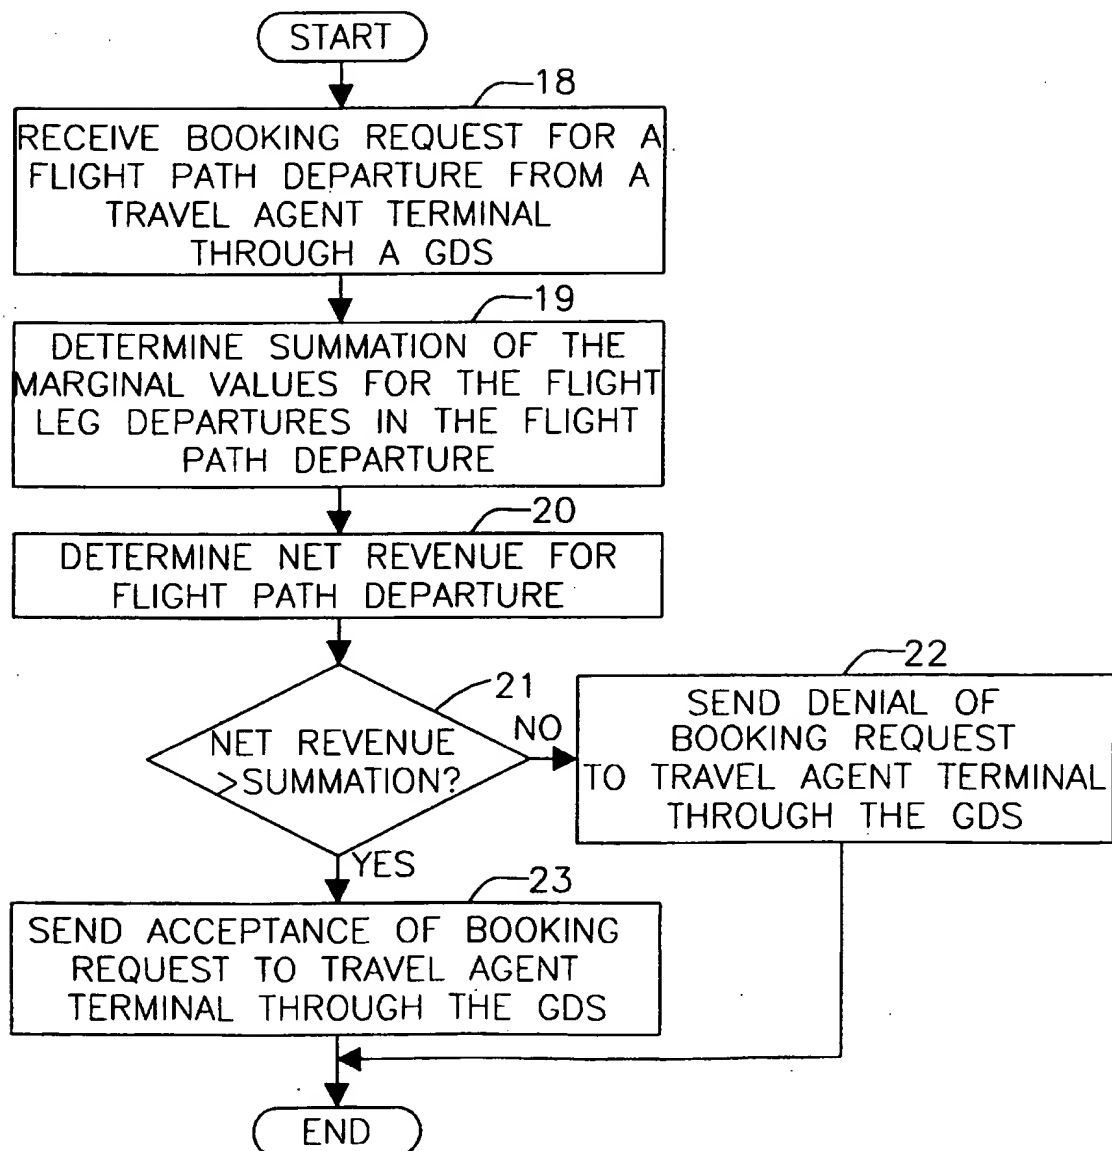 START
18
RECEIVE BOOKING REQUEST FOR A
FLIGHT PATH DEPARTURE FROM A
TRAVEL AGENT TERMINAL
THROUGH A GDS
19
DETERMINE SUMMATION OF THE
MARGINAL VALUES FOR THE FLIGHT
LEG DEPARTURES IN THE FLIGHT
PATH DEPARTURE
20
DETERMINE NET REVENUE FOR
FLIGHT PATH DEPARTURE
21
NET REVENUE
>SUMMATION?
NO
22
SEND DENIAL OF
BOOKING REQUEST
TO TRAVEL AGENT TERMINAL
THROUGH THE GDS
YES
23
SEND ACCEPTANCE OF BOOKING
REQUEST TO TRAVEL AGENT
TERMINAL THROUGH THE GDS
END